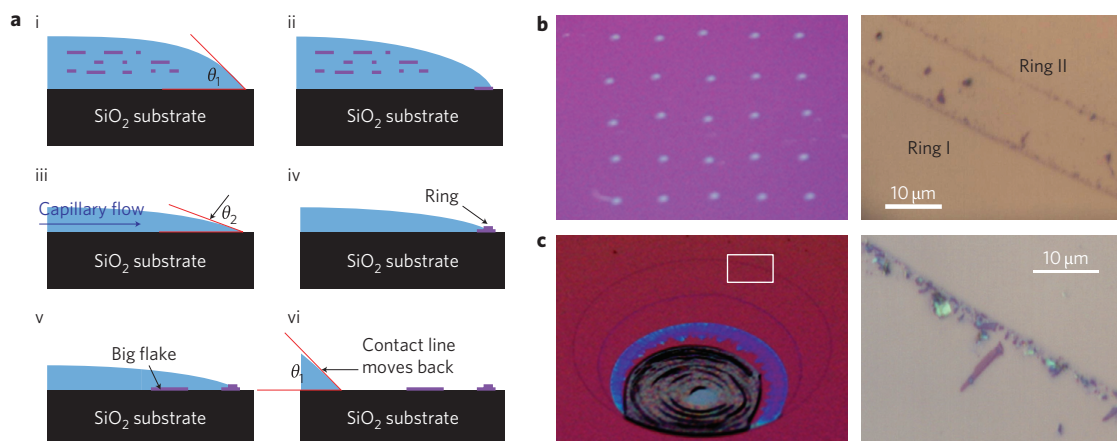 a
i
θ1
SiO2 substrate
ii
SiO2 substrate
iii
Capillary flow
θ2
SiO2 substrate
iv
Ring
SiO2 substrate
v
Big flake
SiO2 substrate
vi
θ1
Contact line
moves back
SiO2 substrate
b
Ring II
Ring I
10 µm
c
10 µm